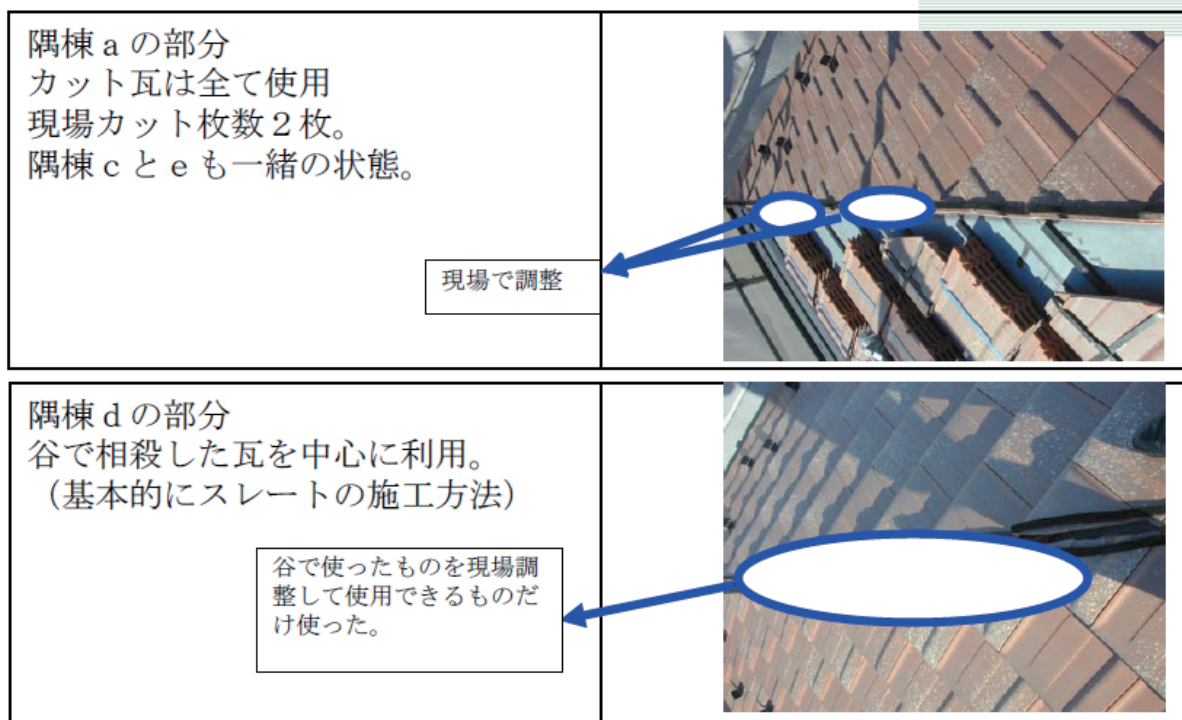 隅棟aの部分
カット瓦は全て使用
現場カット枚数２枚。
隅棟cとeも一緒の状態。
現場で調整
隅棟dの部分
谷で相殺した瓦を中心に利用。
（基本的にスレートの施工方法）
谷で使ったものを現場調
整して使用できるものだ
け使った。